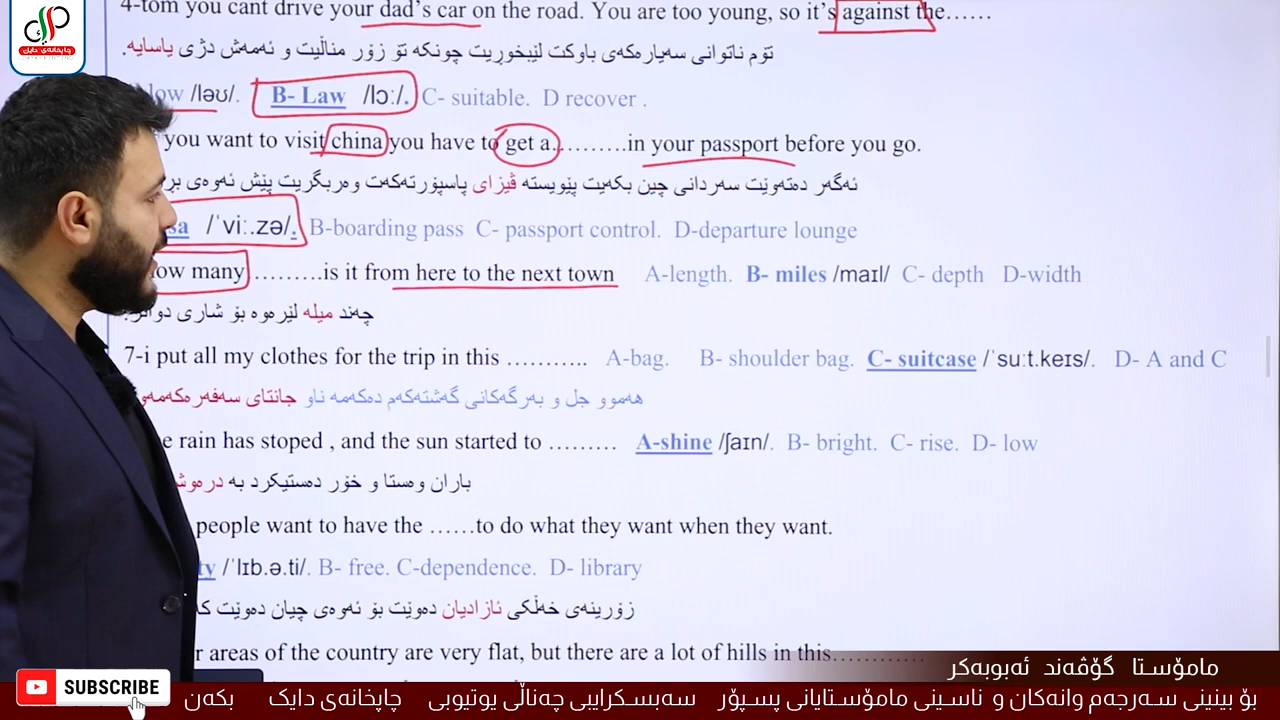 4-tom you cant drive your dad's car on the road. You are too young, so it's against the……
تۆم ناتوانی سەیارەکەی باوکت لێبخوڕیت چونکە تۆ زۆر مناڵیت و ئەمەش دژی یاسایە.
low /ləʊ/. B- Law /lɔː/. C- suitable. D recover .
you want to visit china you have to get a……….in your passport before you go.
ئەگەر دەتەوێت سەردانی چین بکەیت پێویستە ڤیزای پاسپۆرتەکەت وەربگریت پێش ئەوەی
/ˈviː.zə/. B-boarding pass C- passport control. D-departure lounge
how many ………is it from here to the next town A-length. B- miles /maɪl/ C- depth D-width
چەند میلە لێرەوە بۆ شاری دواتر.
7-i put all my clothes for the trip in this ……….. A-bag. B- shoulder bag. C- suitcase /ˈsuːt.keɪs/. D- A and C
هەموو جل و بەرگەکانی گەشتەکەم دەکەمە ناو جانتای سەفەرەکەمەو
rain has stoped , and the sun started to ……… A-shine /ʃaɪn/. B- bright. C- rise. D- low
باران وەستا و خۆر دەستیکرد بە
people want to have the ……to do what they want when they want.
ty /ˈlɪb.ə.ti/. B- free. C-dependence. D- library
زۆرینەی خەڵکی ئازادیان دەوێت بۆ ئەوەی چیان دەوێت
areas of the country are very flat, but there are a lot of hills in this…………
مامۆستا گۆڤەند ئەبوبەکر
SUBSCRIBE
بۆ بینینی سەرجەم وانەکان و ناسینی مامۆستایانی پسپۆر سەبسکرایبی چەناڵی یوتیوبی چاپخانەی دایک بکەن
چاپخانەی دایک